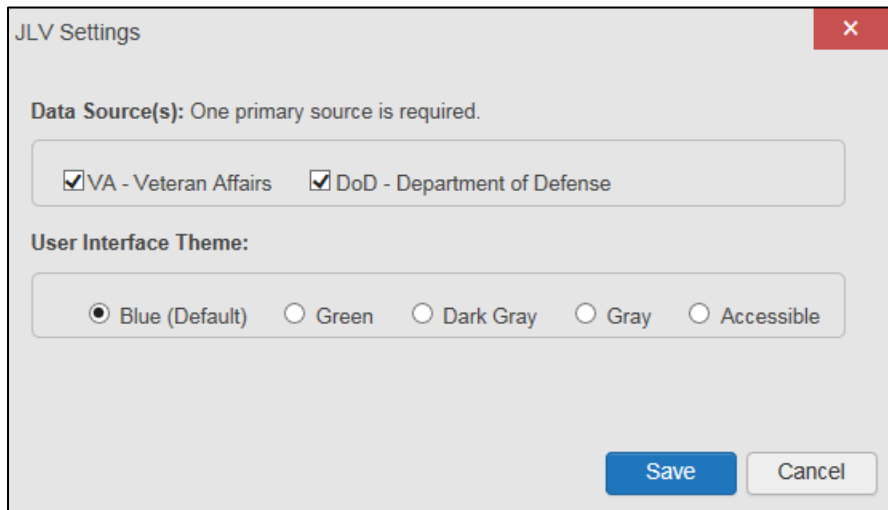 JLV Settings
Data Source(s): One primary source is required.
VA - Veteran Affairs DoD - Department of Defense
User Interface Theme:
Blue (Default) Green Dark Gray Gray Accessible
Save Cancel